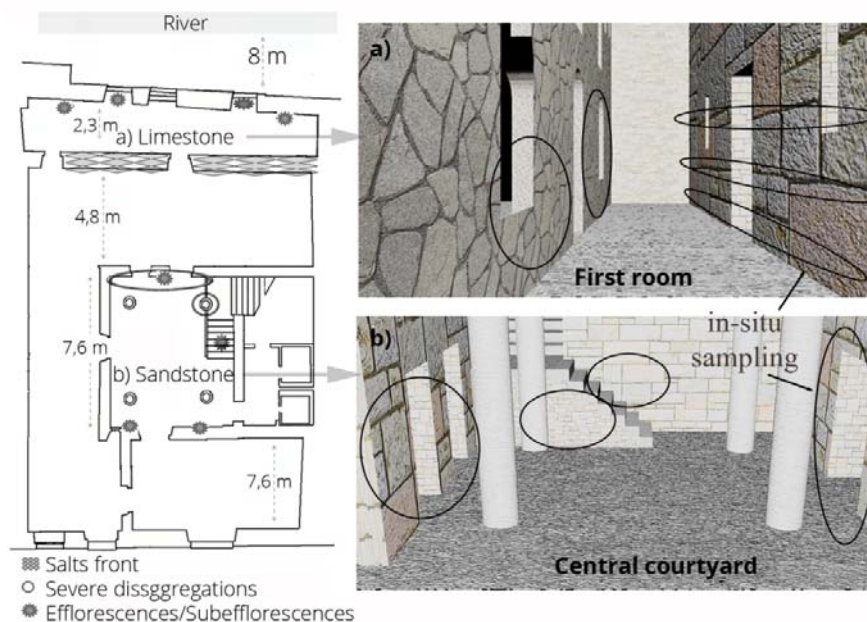 River
8 m
2,3 m
a) Limestone
4,8 m
7,6 m
b) Sandstone
7,6 m
Salts front
Severe dissggregations
Efflorescences/Subefflorescences
a)
First room
in-situ
sampling
b)
Central courtyard